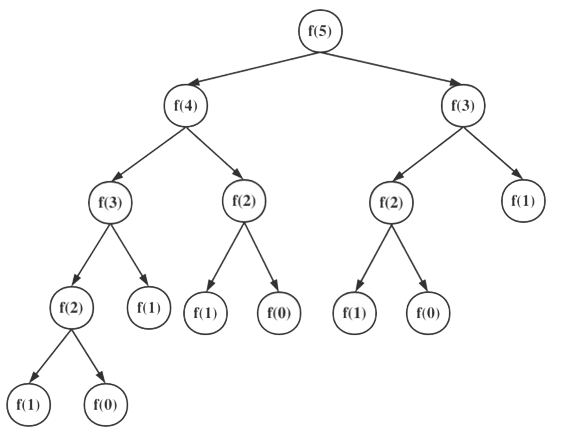 f(5)
f(4) f(3)
f(3) f(2) f(2) f(1)
f(2) f(1) f(1) f(0) f(1) f(0)
f(1) f(0)